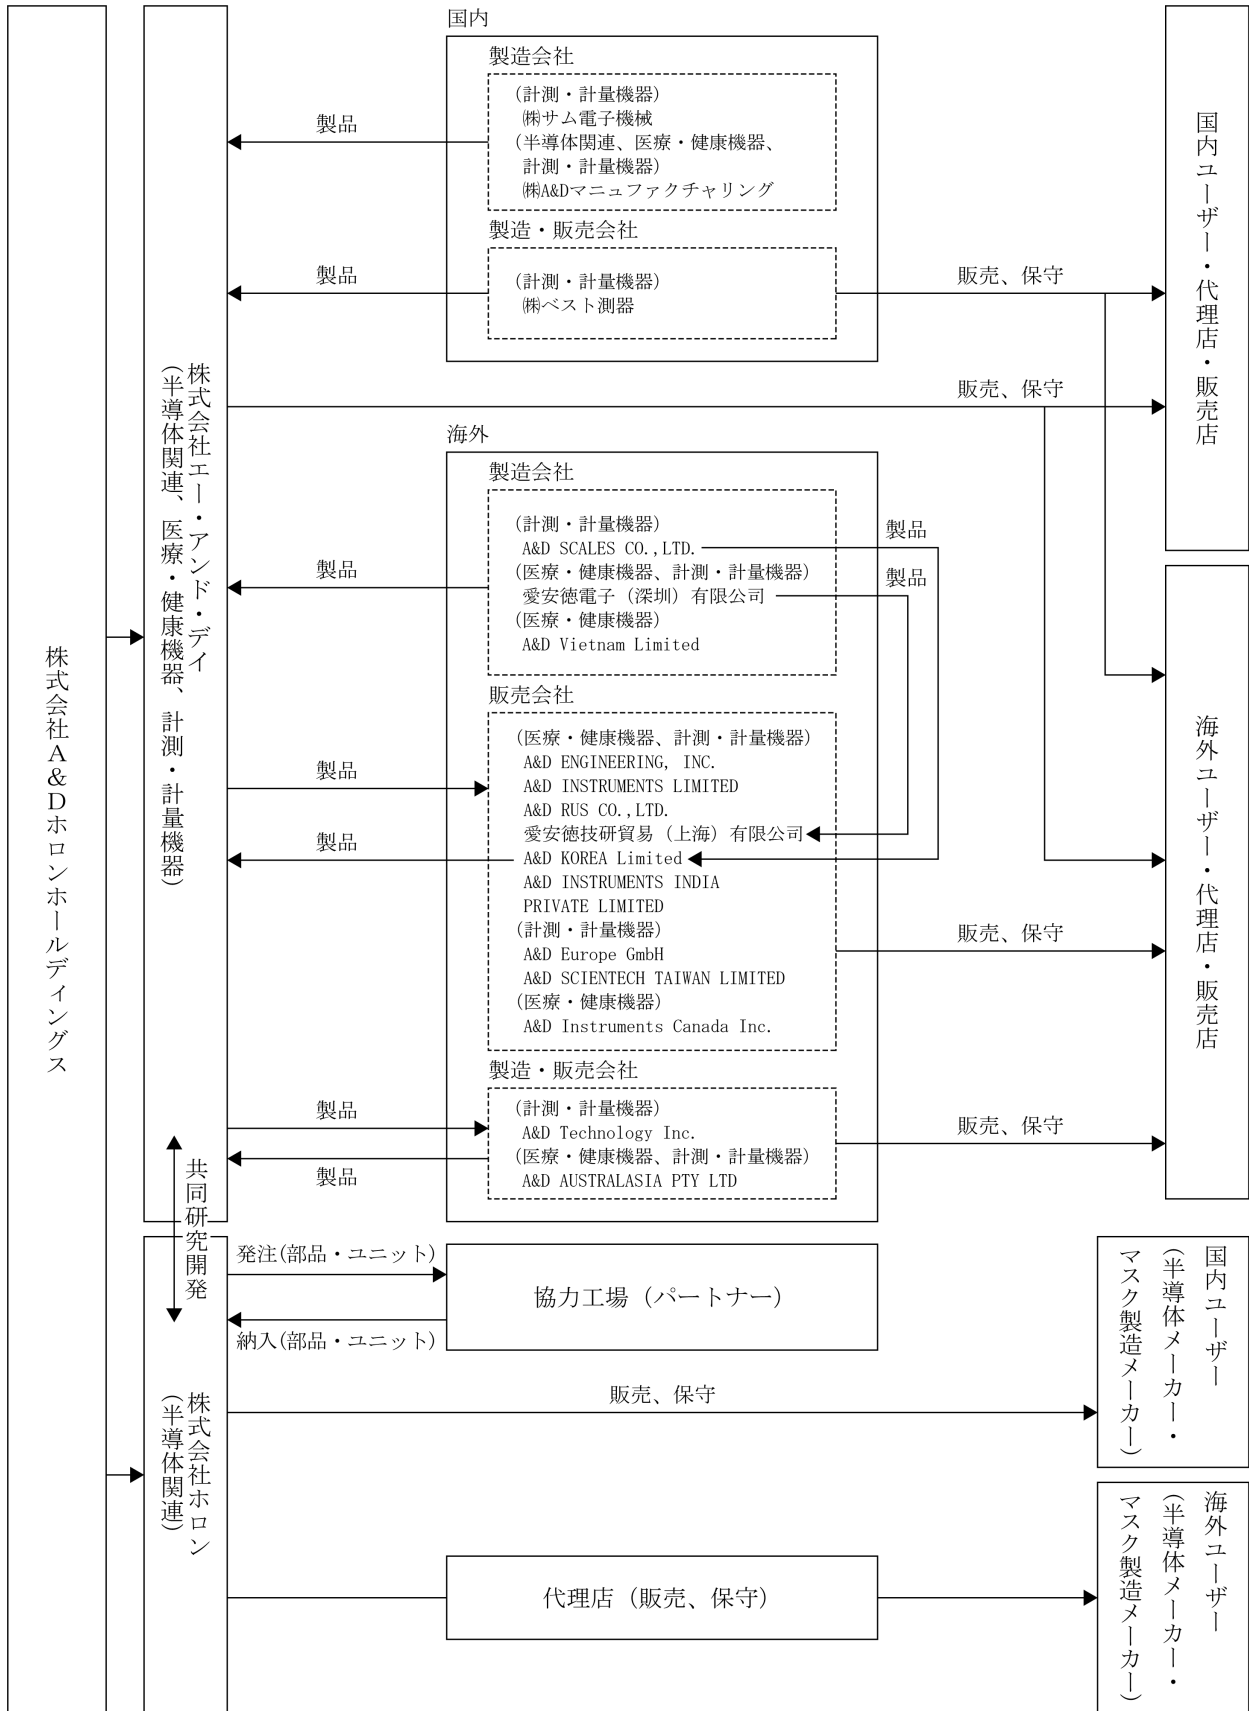 株式会社A&Dホロンホールディングス
株式会社エー・アンド・デイ
(半導体関連、医療・健康機器、計測・計量機器)
国内
製造会社
(計測・計量機器)
㈱サム電子機械
(半導体関連、医療・健康機器、
計測・計量機器)
㈱A&Dマニュファクチャリング
製品
製造・販売会社
(計測・計量機器)
㈱ベスト測器
製品
販売、保守
販売、保守
国内ユーザー・代理店・販売店
海外
製造会社
(計測・計量機器)
A&D SCALES CO.,LTD.
(医療・健康機器、計測・計量機器)
愛安徳電子（深圳）有限公司
(医療・健康機器)
A&D Vietnam Limited
製品
製品
製品
販売会社
(医療・健康機器、計測・計量機器)
A&D ENGINEERING, INC.
A&D INSTRUMENTS LIMITED
A&D RUS CO.,LTD.
愛安徳技研貿易（上海）有限公司
A&D KOREA Limited
A&D INSTRUMENTS INDIA
PRIVATE LIMITED
(計測・計量機器)
A&D Europe GmbH
A&D SCIENTECH TAIWAN LIMITED
(医療・健康機器)
A&D Instruments Canada Inc.
製品
製品
販売、保守
海外ユーザー・代理店・販売店
製造・販売会社
(計測・計量機器)
A&D Technology Inc.
(医療・健康機器、計測・計量機器)
A&D AUSTRALASIA PTY LTD
製品
製品
販売、保守
共同研究開発
株式会社ホロン
(半導体関連)
発注(部品・ユニット)
納入(部品・ユニット)
協力工場（パートナー）
販売、保守
国内ユーザー
(半導体メーカー・
マスク製造メーカー)
代理店（販売、保守）
海外ユーザー
(半導体メーカー・
マスク製造メーカー)